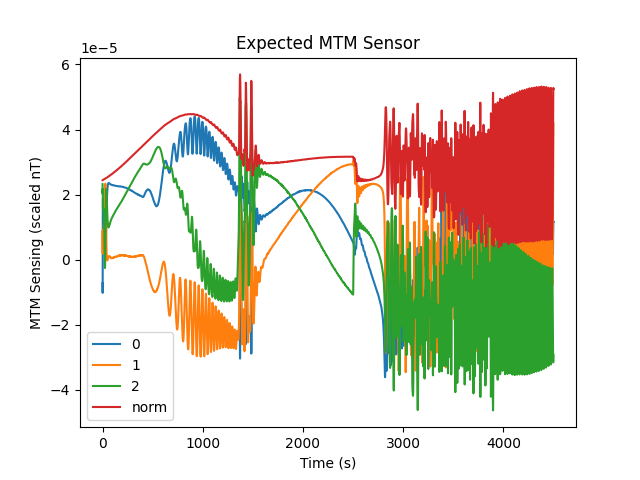 Expected MTM Sensor
1e−5
6
4
2
0
−2
−4
MTM Sensing (scaled nT)
0
1
2
norm
0
1000
2000
3000
4000
Time (s)